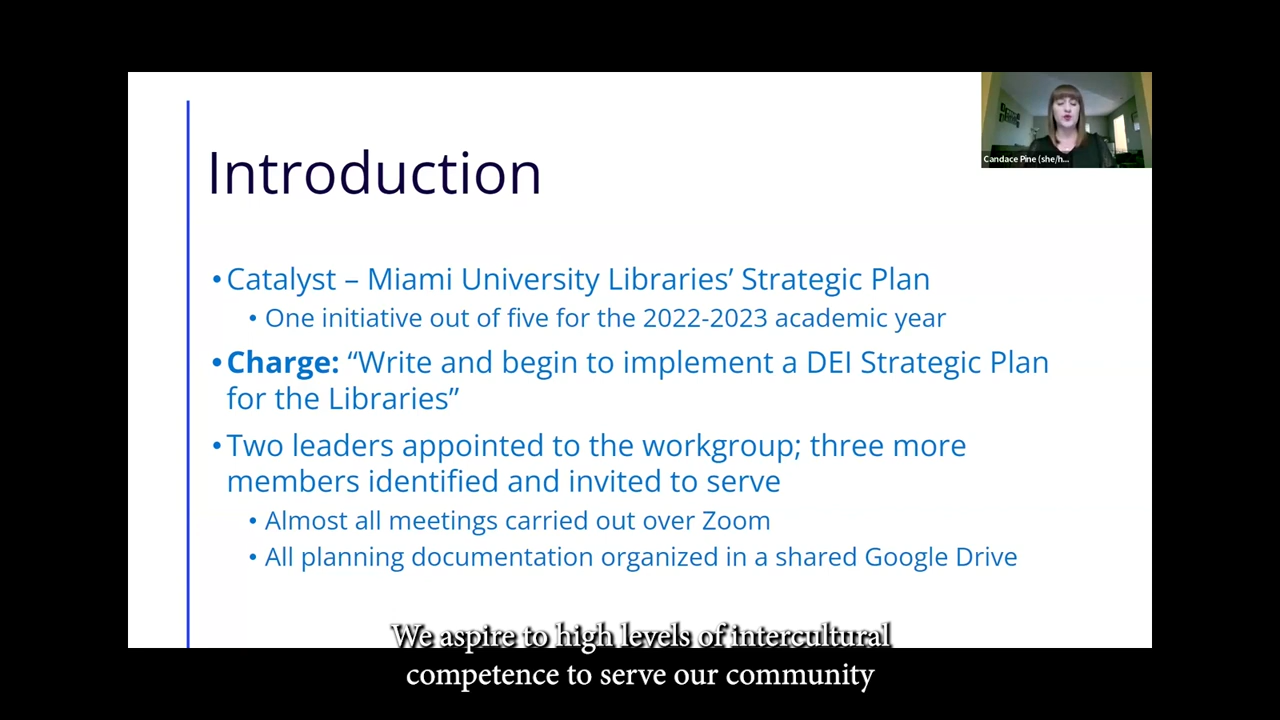 Candace Pine (she/h...
Introduction
• Catalyst – Miami University Libraries’ Strategic Plan
• One initiative out of five for the 2022-2023 academic year
• Charge: “Write and begin to implement a DEI Strategic Plan
for the Libraries”
• Two leaders appointed to the workgroup; three more
members identified and invited to serve
• Almost all meetings carried out over Zoom
• All planning documentation organized in a shared Google Drive
We aspire to high levels of intercultural
competence to serve our community